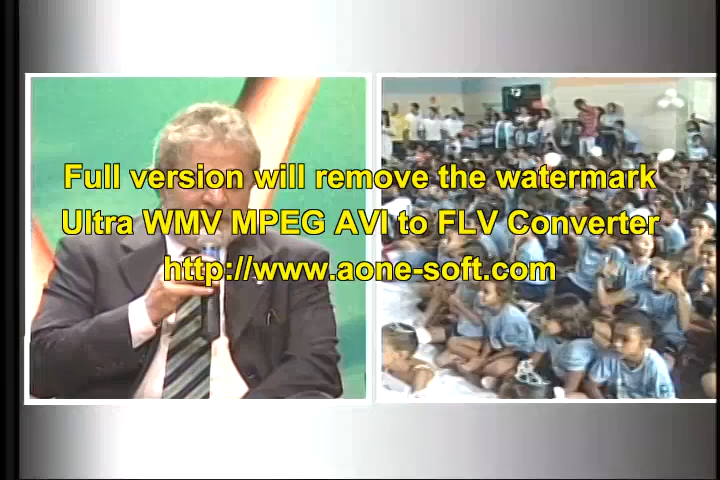 Full version will remove the watermark
Ultra WMV MPEG AVI to FLV Converter
http://www.aone-soft.com